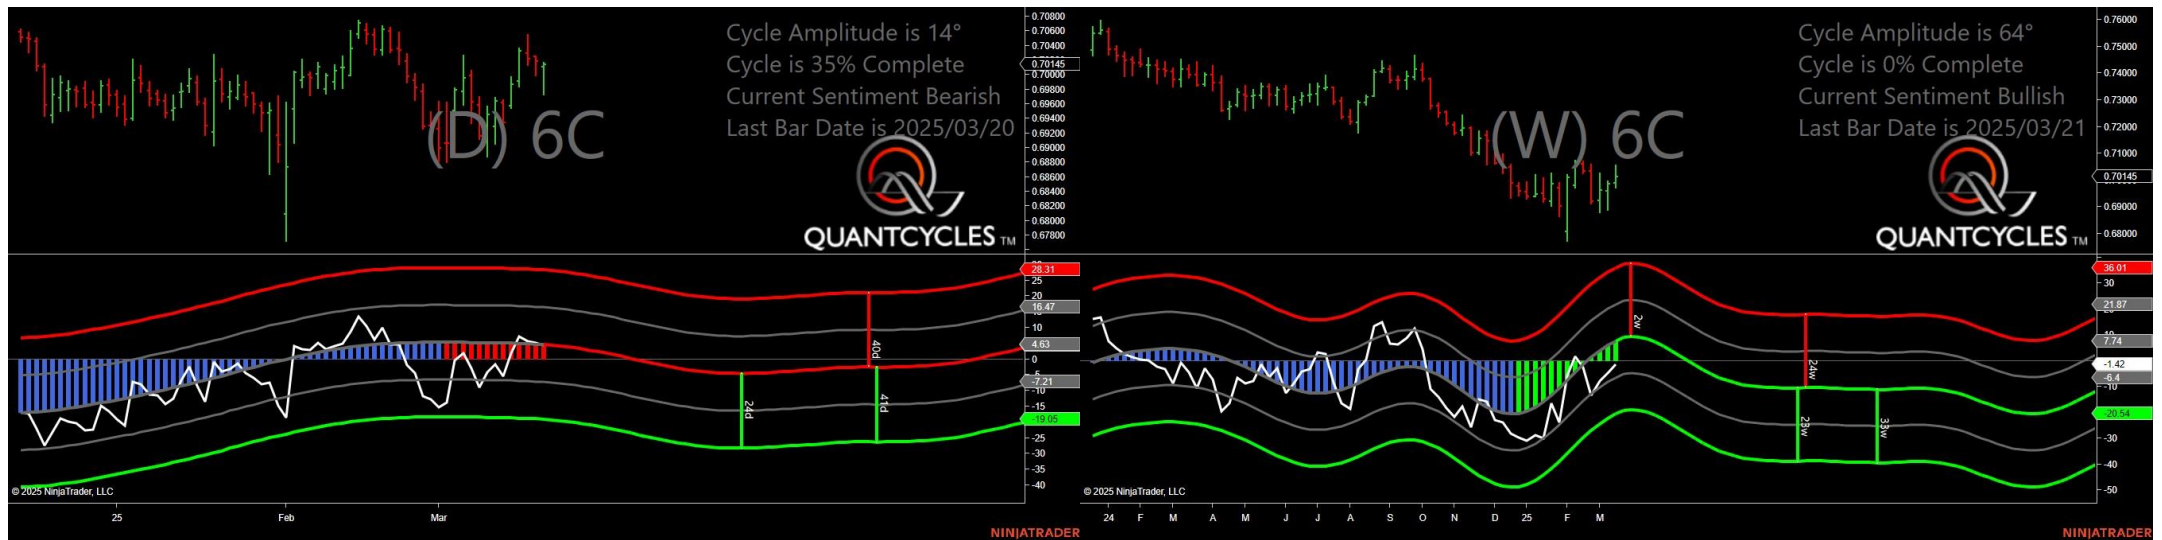 Cycle Amplitude is 14°
Cycle is 35% Complete
Current Sentiment Bearish
Last Bar Date is 2025/03/20
(D) 6C
QUANTCYCLES TM
0.70800
0.70600
0.70400
0.70145
0.70000
0.69800
0.69600
0.69400
0.69200
0.69000
0.68800
0.68600
0.68400
0.68200
0.68000
0.67800
28.31
25
20
16.47
10
4.63
0
-7.21
-10
-15
-19.05
-25
-30
-35
-40
24d
40d
41d
© 2025 NinjaTrader, LLC
25
Feb
Mar
NINJATRADER
Cycle Amplitude is 64°
Cycle is 0% Complete
Current Sentiment Bullish
Last Bar Date is 2025/03/21
(W) 6C
QUANTCYCLES TM
0.76000
0.75000
0.74000
0.73000
0.72000
0.71000
0.70145
0.69000
0.68000
36.01
30
21.87
10
7.74
-1.42
-6.4
-10
-20.54
-30
-40
-50
2w
24w
23w
33w
© 2025 NinjaTrader, LLC
24 F M A M J J A S O N D 25 F M
NINJATRADER